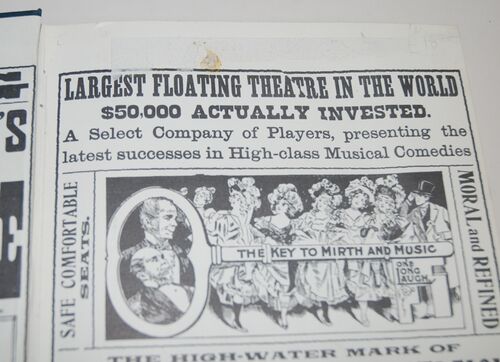 LARGEST FLOATING THEATRE IN THE WORLD
$50,000 ACTUALLY INVESTED.
A Select Company of Players, presenting the
latest successes in High-class Musical Comedies
SAFE COMFORTABLE
SEATS.
THE KEY TO MIRTH AND MUSIC
ONE
LONG
LAUGH
MORAL and REFINED
THE HIGH-WATER MARK OF